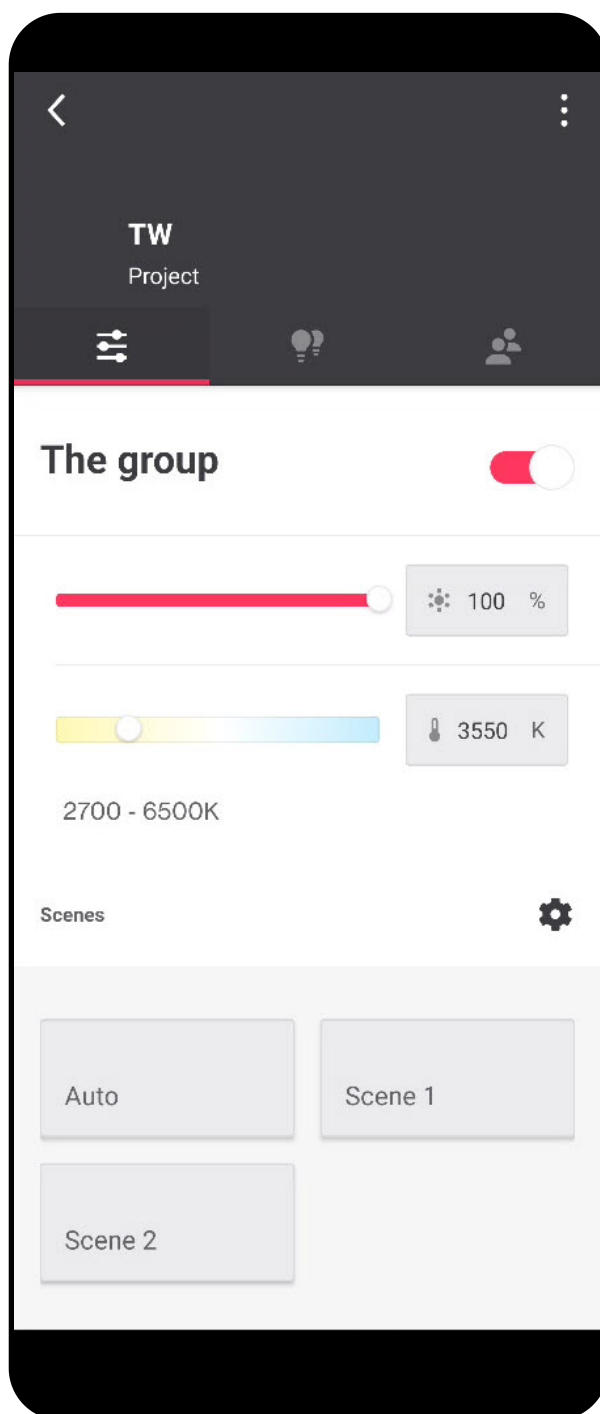 TW
Project
The group
100 %
3550 K
2700 - 6500K
Scenes
Auto
Scene 1
Scene 2